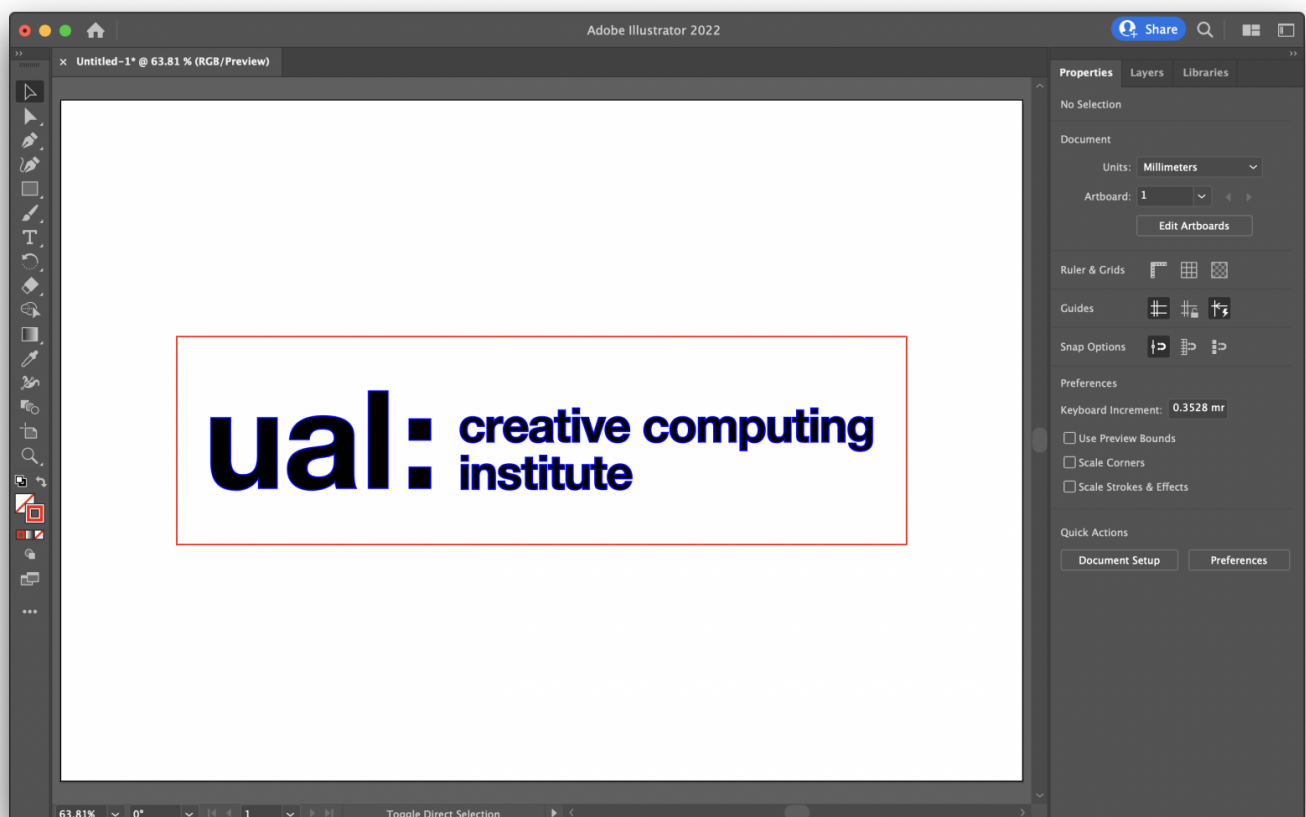 Adobe Illustrator 2022
Share
× Untitled-1* @ 63.81 % (RGB/Preview)
Properties Layers Libraries
No Selection
Document
Units: Millimeters
Artboard: 1
Edit Artboards
Ruler & Grids
Guides
Snap Options
Preferences
Keyboard Increment: 0.3528 mr
Use Preview Bounds
Scale Corners
Scale Strokes & Effects
Quick Actions
Document Setup Preferences
ual: creative computing
institute
63.81% 0° 1 Toggle Direct Selection